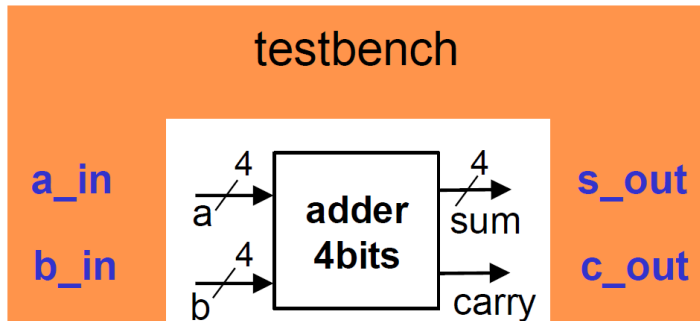 testbench
a_in
4
a
adder
4bits
4
sum
s_out
b_in
4
b
carry
c_out